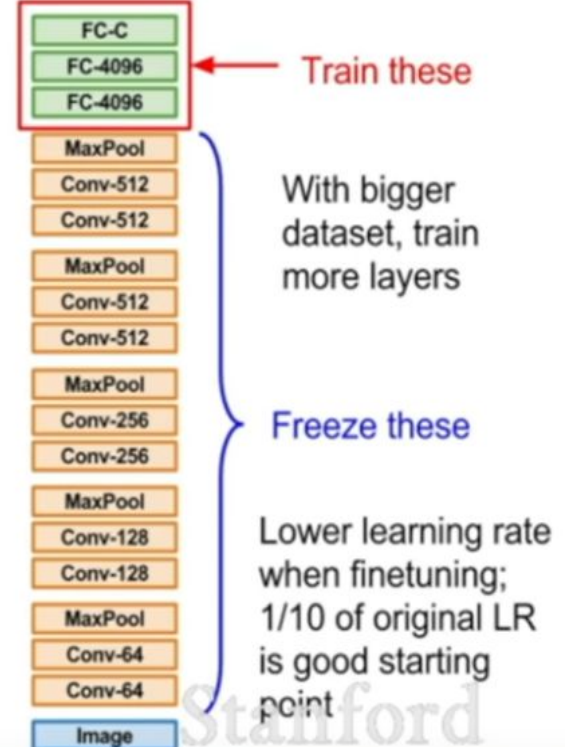 FC-C
FC-4096
FC-4096
Train these
MaxPool
Conv-512
Conv-512
With bigger
dataset, train
more layers
MaxPool
Conv-512
Conv-512
MaxPool
Conv-256
Conv-256
Freeze these
MaxPool
Conv-128
Conv-128
Lower learning rate
when finetuning;
1/10 of original LR
is good starting
point
MaxPool
Conv-64
Conv-64
Image
Stanford